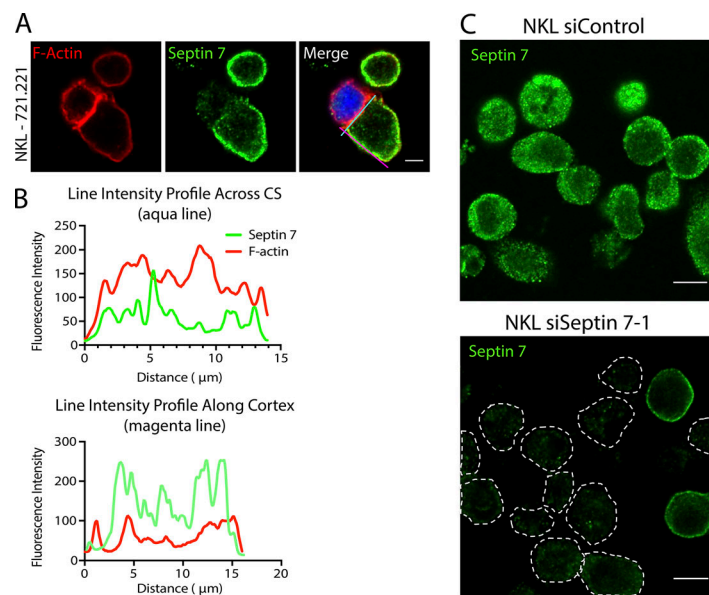 A
F-Actin
Septin 7
Merge
NKL - 721.221
B
Line Intensity Profile Across CS
(aqua line)
Fluorescence Intensity
250
200
150
100
50
0
Septin 7
F-actin
0
5
10
15
Distance ( μm)
Line Intensity Profile Along Cortex
(magenta line)
Fluorescence Intensity
300
200
100
0
0
5
10
15
20
Distance ( μm)
C
NKL siControl
Septin 7
NKL siSeptin 7-1
Septin 7